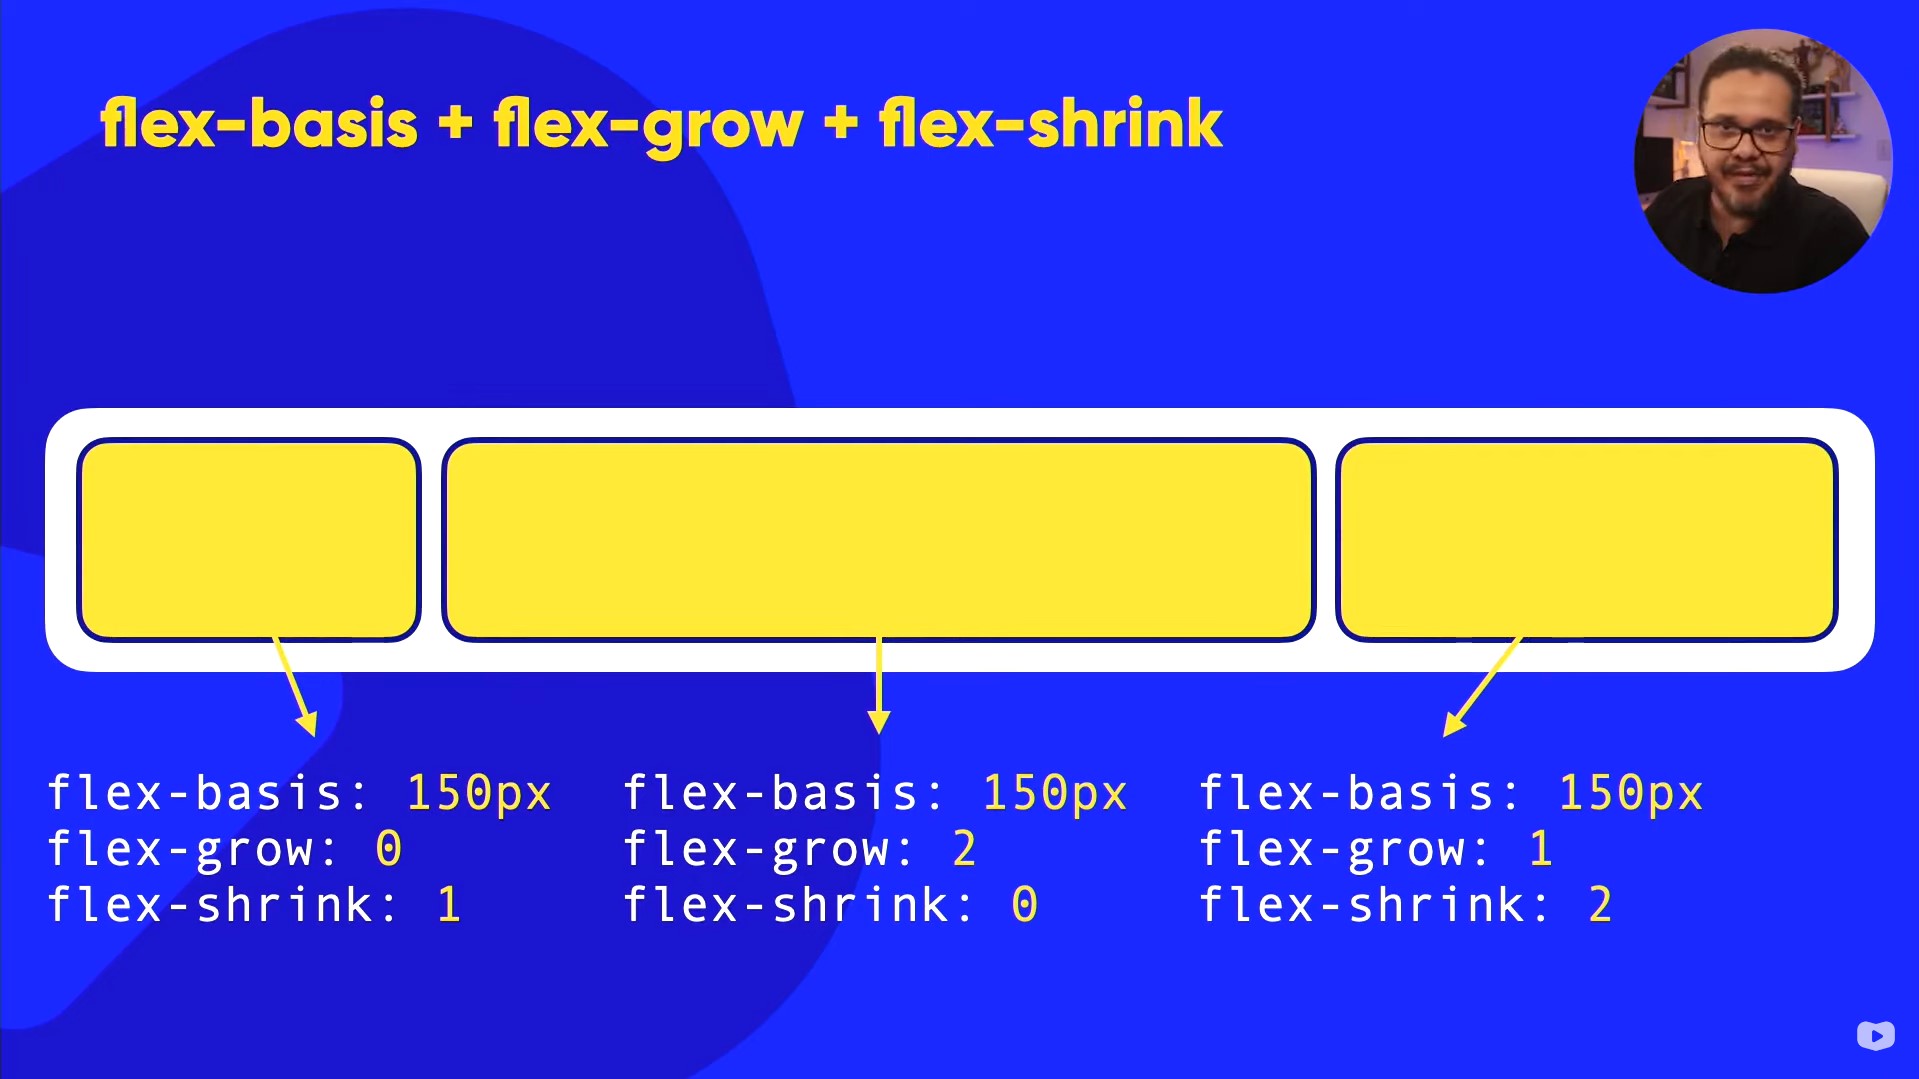 flex-basis + flex-grow + flex-shrink
flex-basis: 150px
flex-grow: 0
flex-shrink: 1
flex-basis: 150px
flex-grow: 2
flex-shrink: 0
flex-basis: 150px
flex-grow: 1
flex-shrink: 2